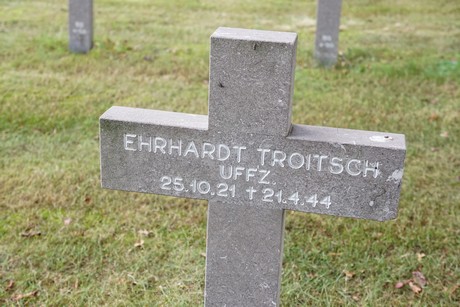 EHRHARDT TROITSCH
UFFZ.
25.10.21 † 21.4.44